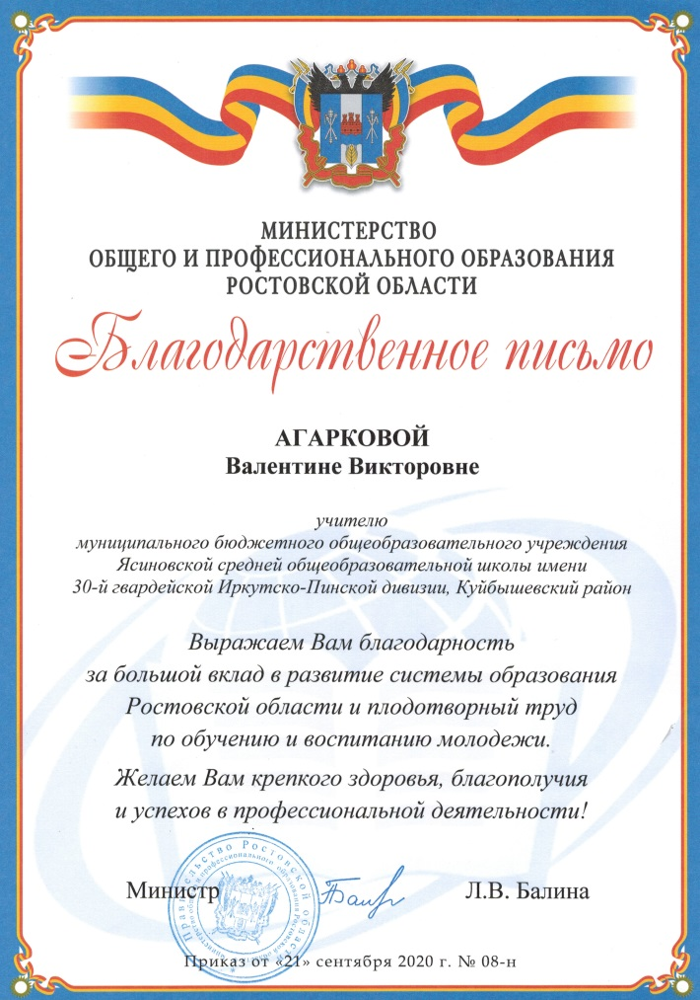 МИНИСТЕРСТВО
ОБЩЕГО И ПРОФЕССИОНАЛЬНОГО ОБРАЗОВАНИЯ
РОСТОВСКОЙ ОБЛАСТИ
Благодарственное письмо
АГАРКОВОЙ
Валентине Викторовне
учителю
муниципального бюджетного общеобразовательного учреждения
Ясиновской средней общеобразовательной школы имени
30-й гвардейской Иркутско-Пинской дивизии, Куйбышевский район
Выражаем Вам благодарность
за большой вклад в развитие системы образования
Ростовской области и плодотворный труд
по обучению и воспитанию молодежи.
Желаем Вам крепкого здоровья, благополучия
и успехов в профессиональной деятельности!
Министр
Л.В. Балина
Правительство Ростовской области
Приказ от «21» сентября 2020 г. № 08-н